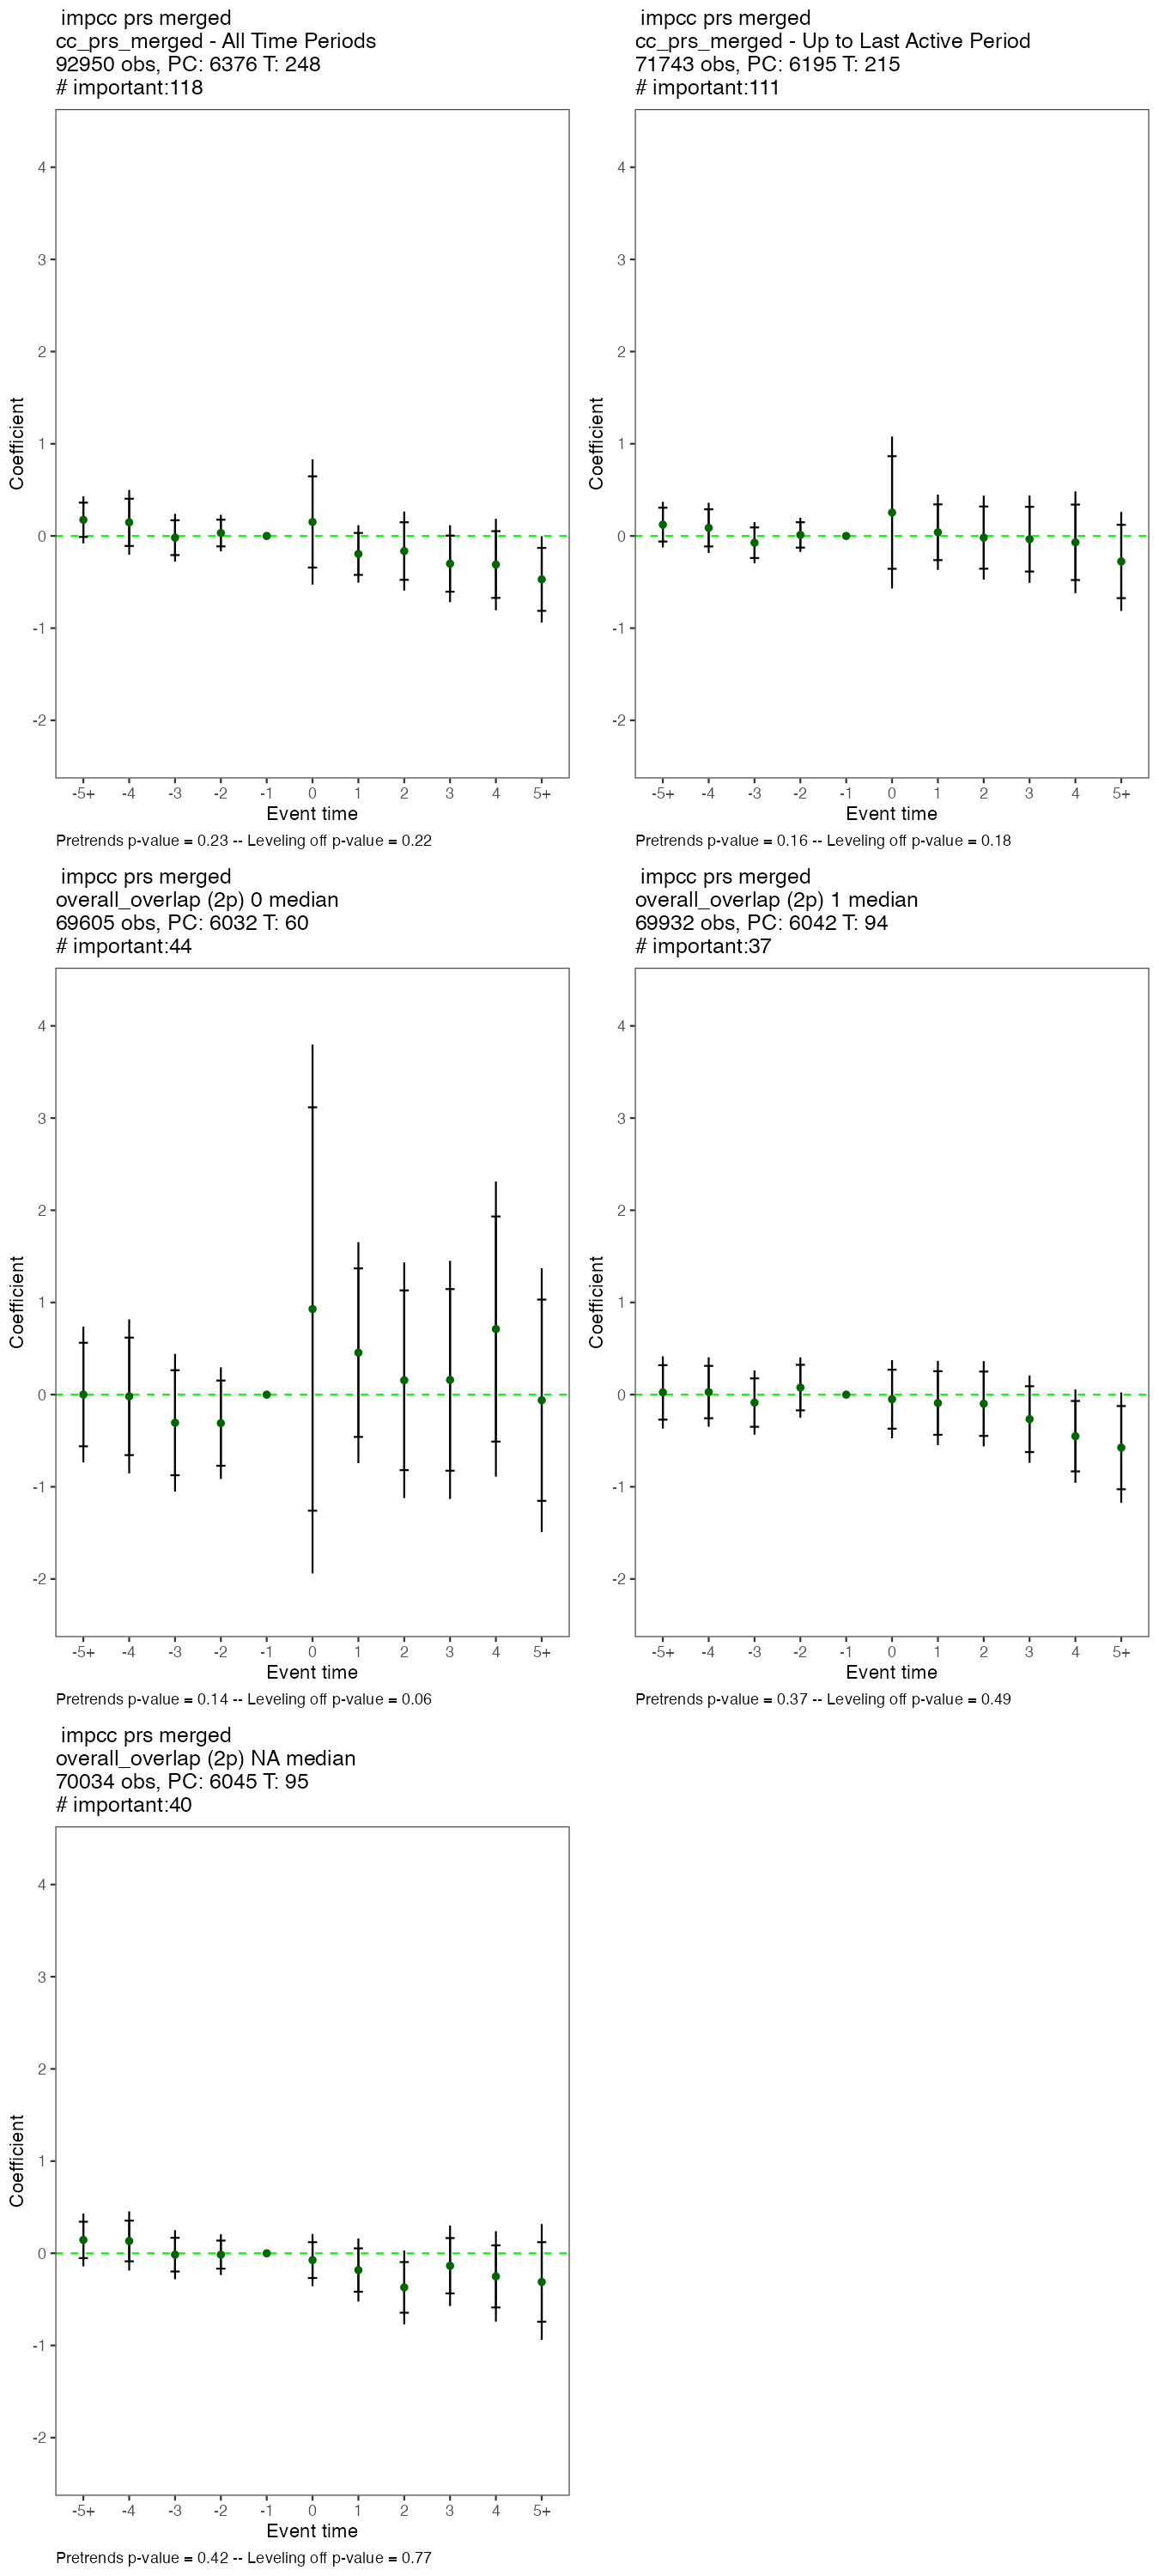 impcc prs merged
cc_prs_merged - All Time Periods
92950 obs, PC: 6376 T: 248
# important:118
4
3
2
1
0
-1
-2
Coefficient
-5+ -4 -3 -2 -1 0 1 2 3 4 5+
Event time
Pretrends p-value = 0.23 -- Leveling off p-value = 0.22
impcc prs merged
cc_prs_merged - Up to Last Active Period
71743 obs, PC: 6195 T: 215
# important:111
4
3
2
1
0
-1
-2
Coefficient
-5+ -4 -3 -2 -1 0 1 2 3 4 5+
Event time
Pretrends p-value = 0.16 -- Leveling off p-value = 0.18
impcc prs merged
overall_overlap (2p) 0 median
69605 obs, PC: 6032 T: 60
# important:44
4
3
2
1
0
-1
-2
Coefficient
-5+ -4 -3 -2 -1 0 1 2 3 4 5+
Event time
Pretrends p-value = 0.14 -- Leveling off p-value = 0.06
impcc prs merged
overall_overlap (2p) 1 median
69932 obs, PC: 6042 T: 94
# important:37
4
3
2
1
0
-1
-2
Coefficient
-5+ -4 -3 -2 -1 0 1 2 3 4 5+
Event time
Pretrends p-value = 0.37 -- Leveling off p-value = 0.49
impcc prs merged
overall_overlap (2p) NA median
70034 obs, PC: 6045 T: 95
# important:40
4
3
2
1
0
-1
-2
Coefficient
-5+ -4 -3 -2 -1 0 1 2 3 4 5+
Event time
Pretrends p-value = 0.42 -- Leveling off p-value = 0.77